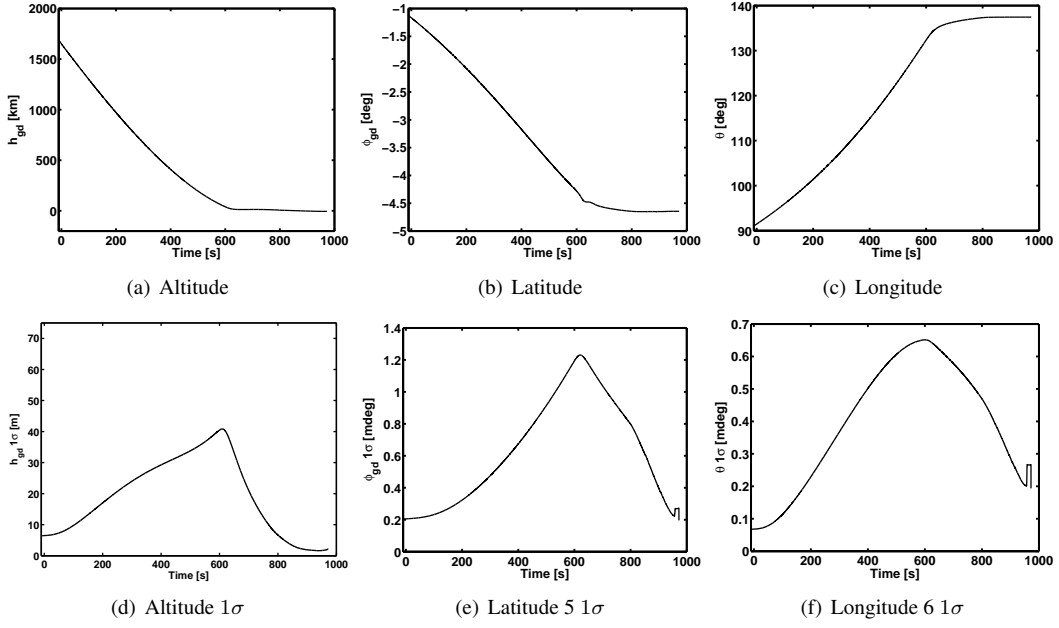 2000
1500
1000
500
0
h_gd [km]
0 200 400 600 800 1000
Time [s]
(a) Altitude
−1
−1.5
−2
−2.5
−3
−3.5
−4
−4.5
−5
ϕ_gd [deg]
0 200 400 600 800 1000
Time [s]
(b) Latitude
140
130
120
110
100
90
θ [deg]
0 200 400 600 800 1000
Time [s]
(c) Longitude
70
60
50
40
30
20
10
0
h_gd 1σ [m]
0 200 400 600 800 1000
Time [s]
(d) Altitude 1σ
1.4
1.2
1
0.8
0.6
0.4
0.2
0
ϕ_gd 1σ [mdeg]
0 200 400 600 800 1000
Time [s]
(e) Latitude 5 1σ
0.7
0.6
0.5
0.4
0.3
0.2
0.1
0
θ 1σ [mdeg]
0 200 400 600 800 1000
Time [s]
(f) Longitude 6 1σ